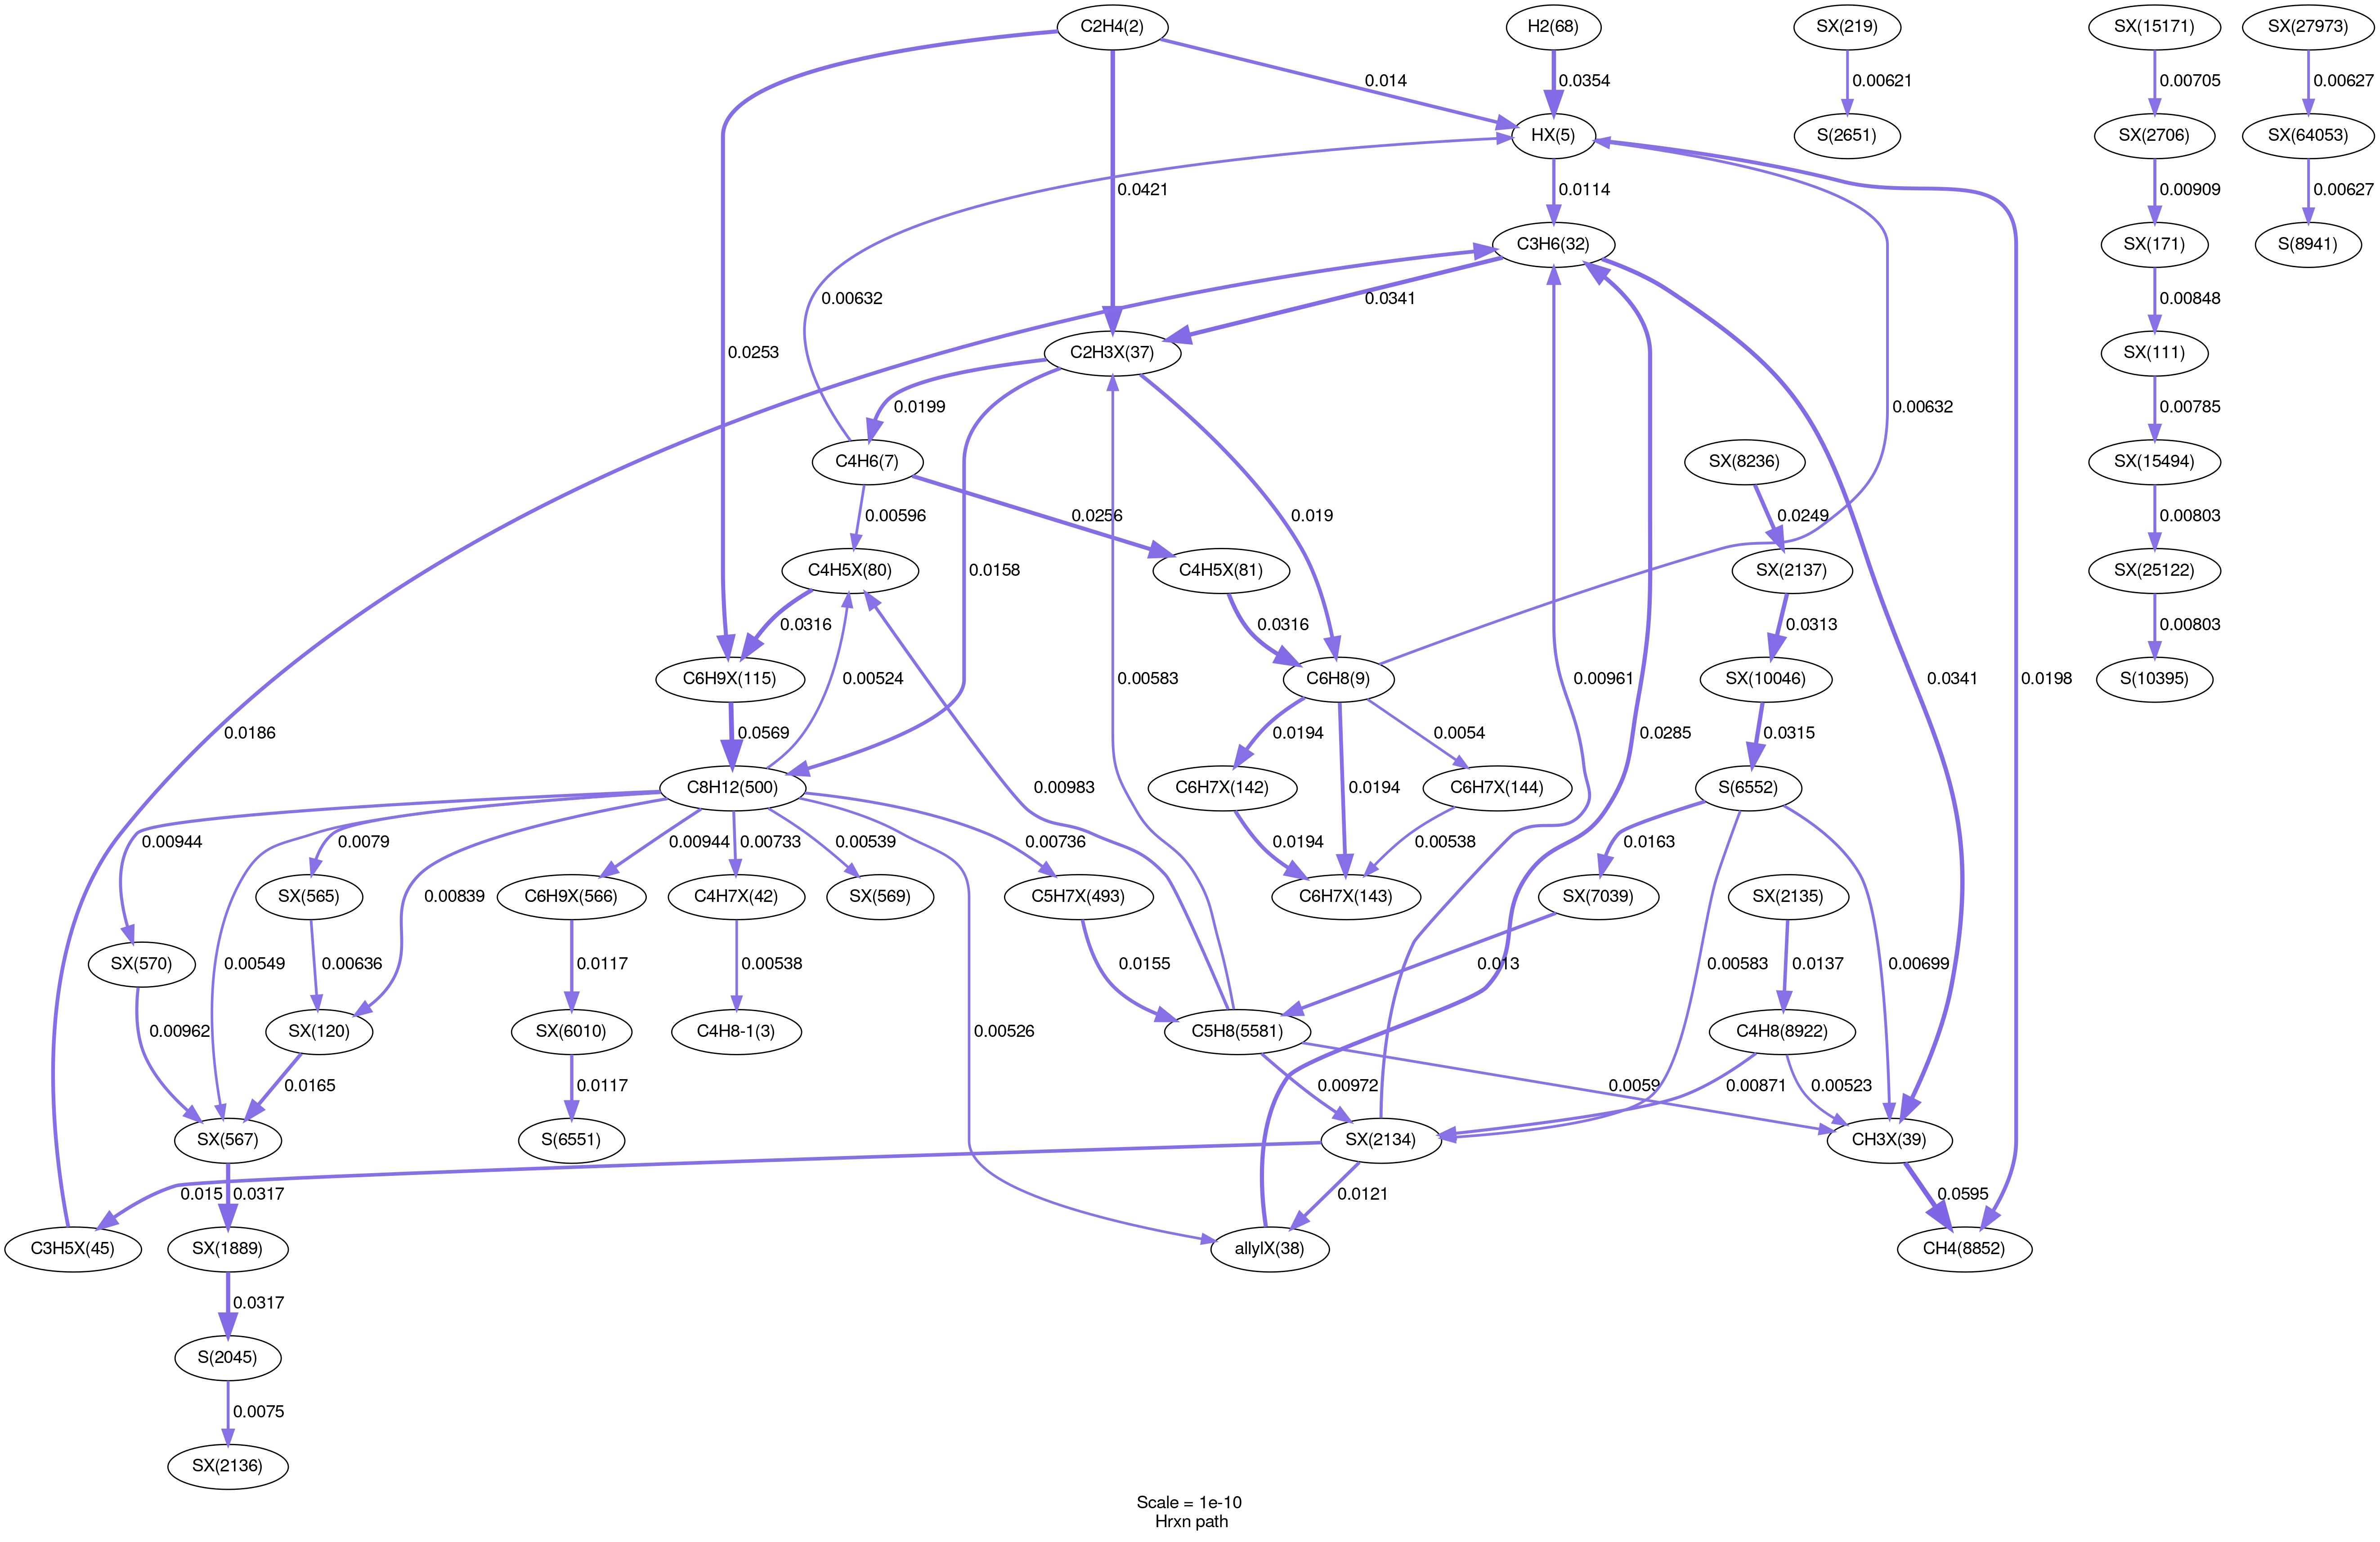 C2H4(2)
H2(68)
SX(219)
SX(15171)
SX(27973)
0.014
0.0354
0.00621
0.00705
0.00627
HX(5)
S(2651)
SX(2706)
SX(64053)
0.0421
0.0114
0.00909
0.00627
C3H6(32)
SX(171)
S(8941)
0.00632
0.0341
0.00848
0.0253
C2H3X(37)
SX(111)
0.0199
0.00632
0.00785
C4H6(7)
SX(8236)
SX(15494)
0.00596
0.0256
0.019
0.0249
0.00803
0.0158
C4H5X(80)
C4H5X(81)
SX(2137)
SX(25122)
0.0316
0.0316
0.0313
0.00803
C6H9X(115)
0.00524
0.00583
C6H8(9)
0.00961
SX(10046)
0.0341
0.0198
S(10395)
0.0186
0.0569
0.0194
0.0054
0.0285
0.0315
C8H12(500)
0.00983
C6H7X(142)
0.0194
C6H7X(144)
S(6552)
0.00944
0.0079
0.00944
0.00733
0.00539
0.00736
0.0194
0.00538
0.0163
SX(565)
0.00839
C6H9X(566)
C4H7X(42)
SX(569)
C5H7X(493)
C6H7X(143)
SX(7039)
SX(2135)
SX(570)
0.00549
0.00636
0.0117
0.00538
0.0155
0.013
0.00583
0.0137
0.00699
0.00962
SX(120)
SX(6010)
C4H8-1(3)
0.00526
C5H8(5581)
C4H8(8922)
0.0165
0.0117
0.00972
0.0059
0.00871
0.00523
SX(567)
S(6551)
SX(2134)
CH3X(39)
0.015
0.0317
0.0121
0.0595
C3H5X(45)
SX(1889)
allylX(38)
CH4(8852)
0.0317
S(2045)
0.0075
SX(2136)
Scale = 1e-10
Hrxn path